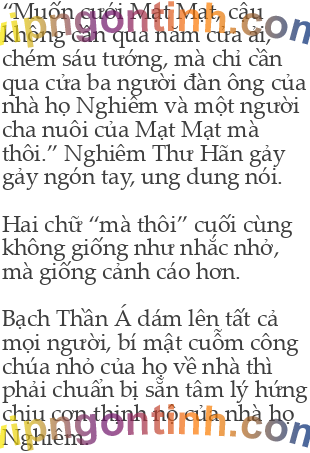 “Muốn cưới Mạt Mạt, cậu
không cần quá năm cửa ải,
chém sáu tướng, mà chỉ cần
qua cửa ba người đàn ông của
nhà họ Nghiêm và một người
cha nuôi của Mạt Mạt mà
thôi.” Nghiêm Thư Hãn gảy
gảy ngón tay, ung dung nói.
Hai chữ “mà thôi” cuối cùng
không giống như nhắc nhở,
mà giống cảnh cáo hơn.
Bạch Thần Á dám lên tất cả
mọi người, bí mật cuỗm công
chúa nhỏ của họ về nhà thì
phải chuẩn bị sẵn tâm lý hứng
chịu cơn thịnh nộ của nhà họ
Nghiêm.
vipngontinh.com
vipngontinh.com